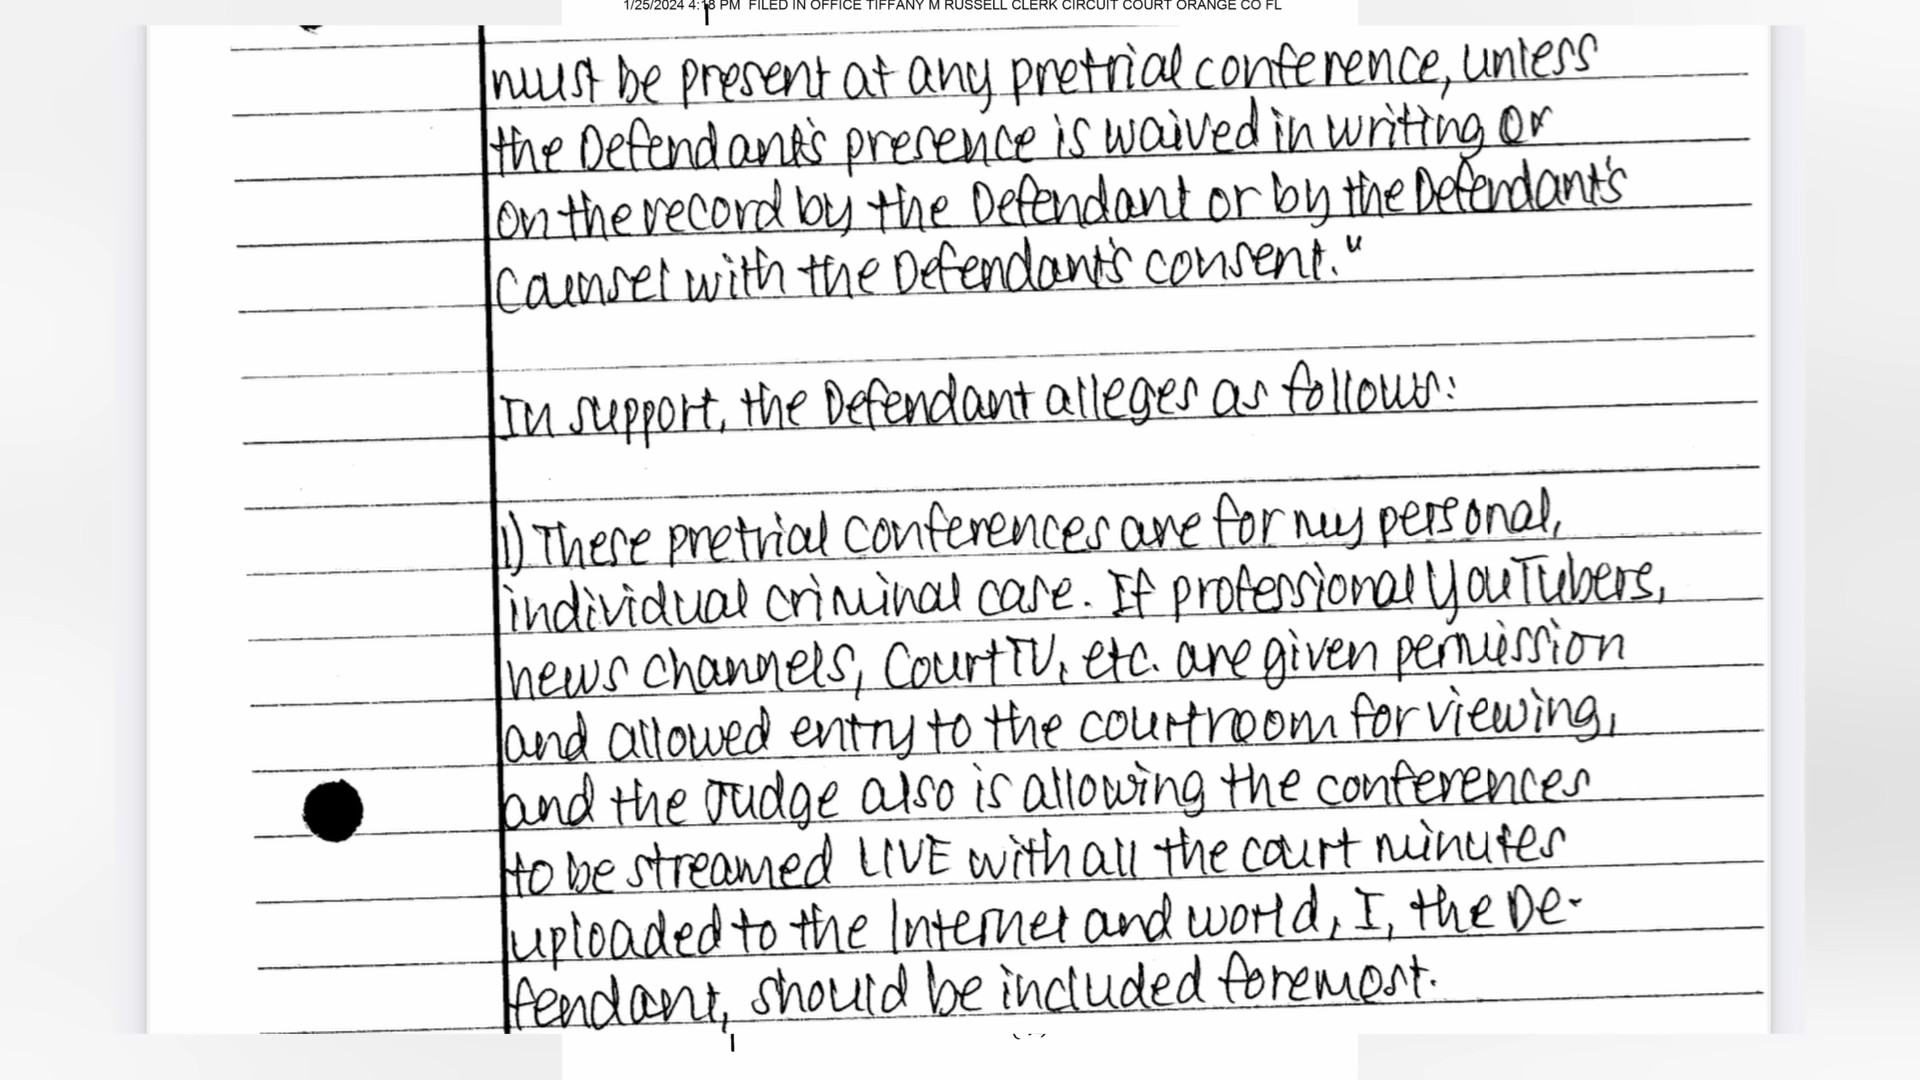 1/25/2024 4:18 PM FILED IN OFFICE TIFFANY M RUSSELL CLERK CIRCUIT COURT ORANGE CO FL
must be present at any pretrial conference, unless
the Defendant's presence is waived in writing or
on the record by the Defendant or by the Defendant's
Counsel with the Defendant's consent."
In support, the Defendant alleges as follows:
1) These pretrial conferences are for my personal,
individual criminal case. If professional YouTubers,
news channels, CourtTV, etc. are given permission
and allowed entry to the courtroom for viewing,
and the Judge also is allowing the conferences
to be streamed LIVE with all the court minutes
uploaded to the Internet and world, I, the De-
fendant, should be included foremost.